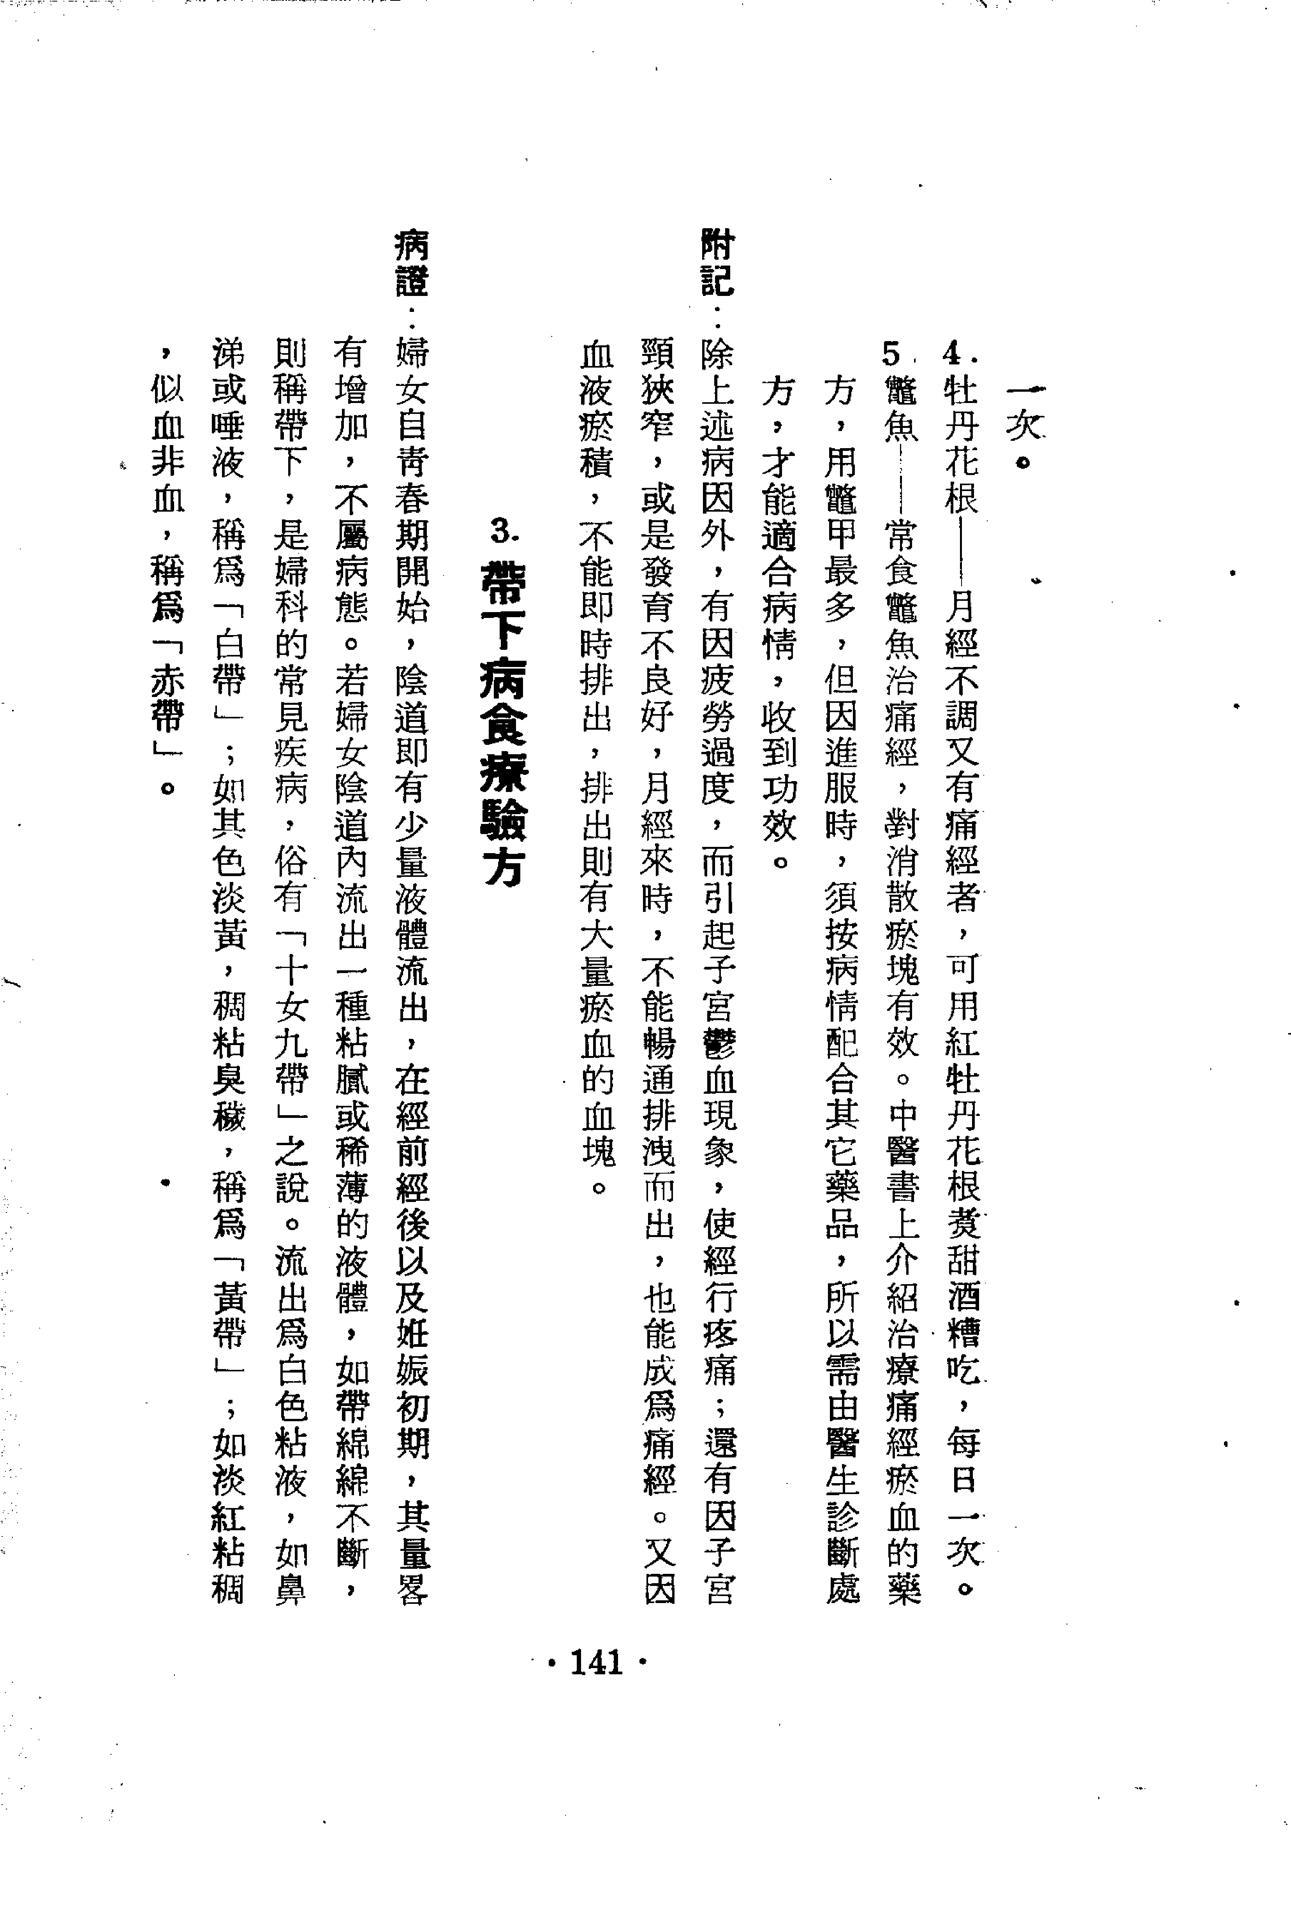 一次。
4.牡丹花根——月經不調又有痛經者，可用紅牡丹花根煑甜酒糟吃，每日一次。
5.鼈魚——常食鼈魚治痛經，對消散瘀塊有效。中醫書上介紹治療痛經瘀血的藥
方，用鼈甲最多，但因進服時，須按病情配合其它藥品，所以需由醫生診斷處
方，才能適合病情，收到功效。
附記：除上述病因外，有因疲勞過度，而引起子宮鬱血現象，使經行疼痛；還有因子宮
頸狹窄，或是發育不良好，月經來時，不能暢通排洩而出，也能成爲痛經。又因
血液瘀積，不能即時排出，排出則有大量瘀血的血塊。
3.帶下病食療驗方
病證：婦女自靑春期開始，陰道即有少量液體流出，在經前經後以及姙娠初期，其量畧
有增加，不屬病態。若婦女陰道內流出一種粘膩或稀薄的液體，如帶綿綿不斷，
則稱帶下，是婦科的常見疾病，俗有「十女九帶」之說。流出爲白色粘液，如鼻
涕或唾液，稱爲「白帶」；如其色淡黃，稠粘臭穢，稱爲「黃帶」；如淡紅粘稠
，似血非血，稱爲「赤帶」。
·141·